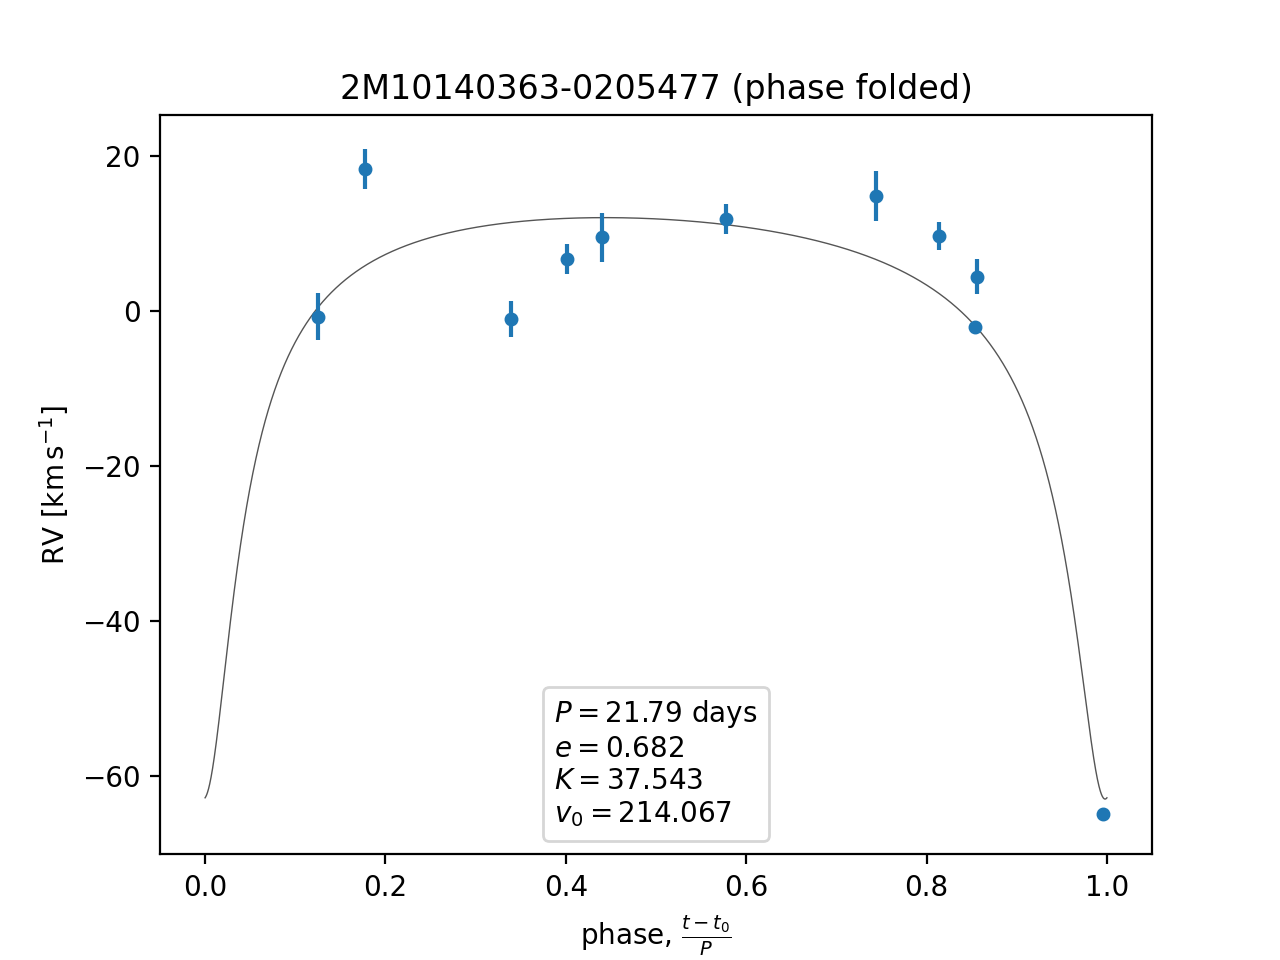 2M10140363-0205477 (phase folded)
20
0
−20
−40
−60
RV [km s⁻¹]
P = 21.79 days
e = 0.682
K = 37.543
v₀ = 214.067
0.0 0.2 0.4 0.6 0.8 1.0
phase, (t − t₀)/P